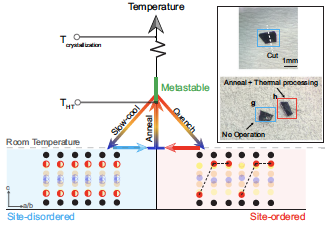 Temperature
T crystallization
Metastable
T HT
Slow-cool
Anneal
Quench
Room Temperature
c
a/b
Site-disordered
Site-ordered
Cut
1mm
Anneal + Thermal processing
g
h
No Operation